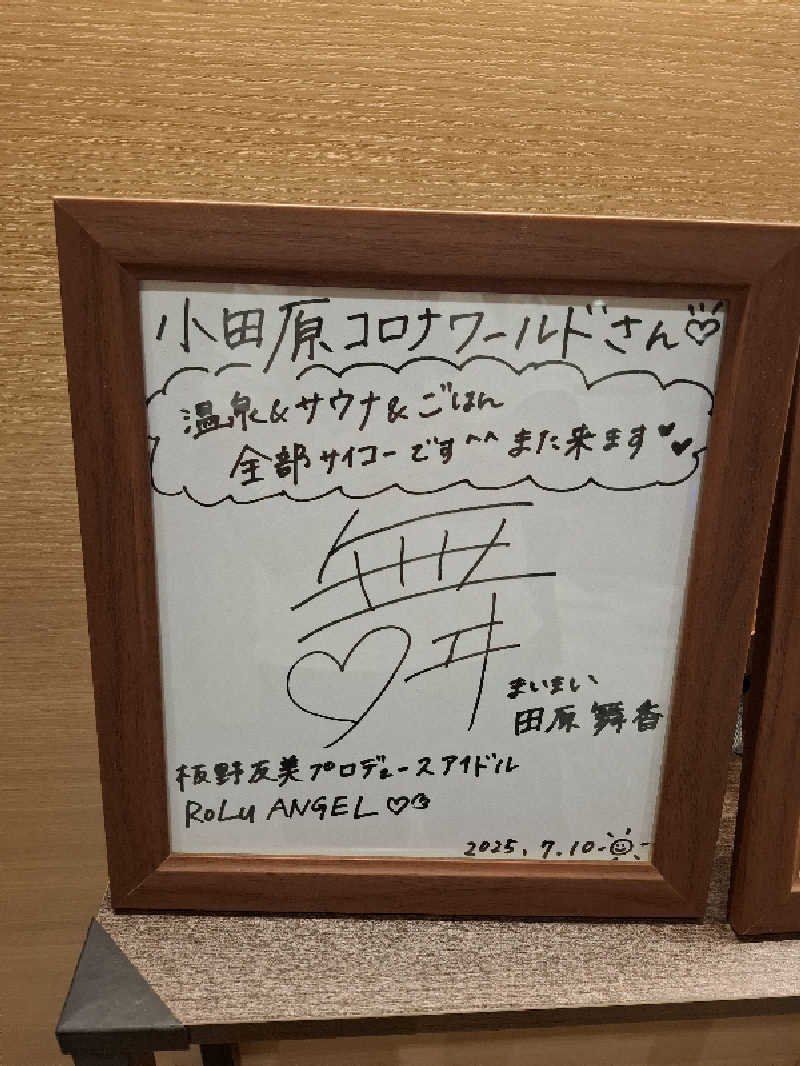 小田原コロナワールドさん♡
温泉&サウナ&ごはん
全部サイコーです^^また来ます♥♥
舞
まいまい
田原舞香
板野友美プロデュースアイドル
RoLuANGEL♡
2025.7.10